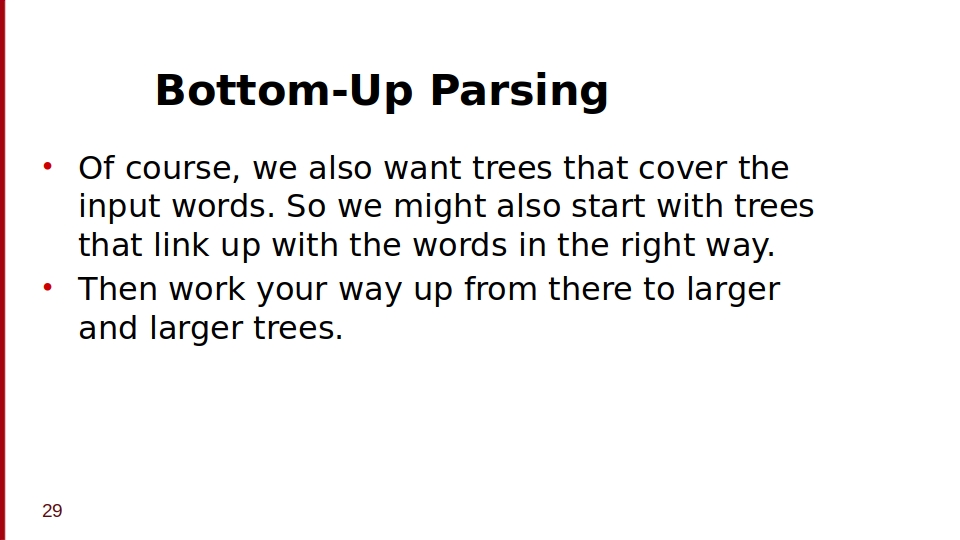 Bottom-Up Parsing
• Of course, we also want trees that cover the
input words. So we might also start with trees
that link up with the words in the right way.
• Then work your way up from there to larger
and larger trees.
29